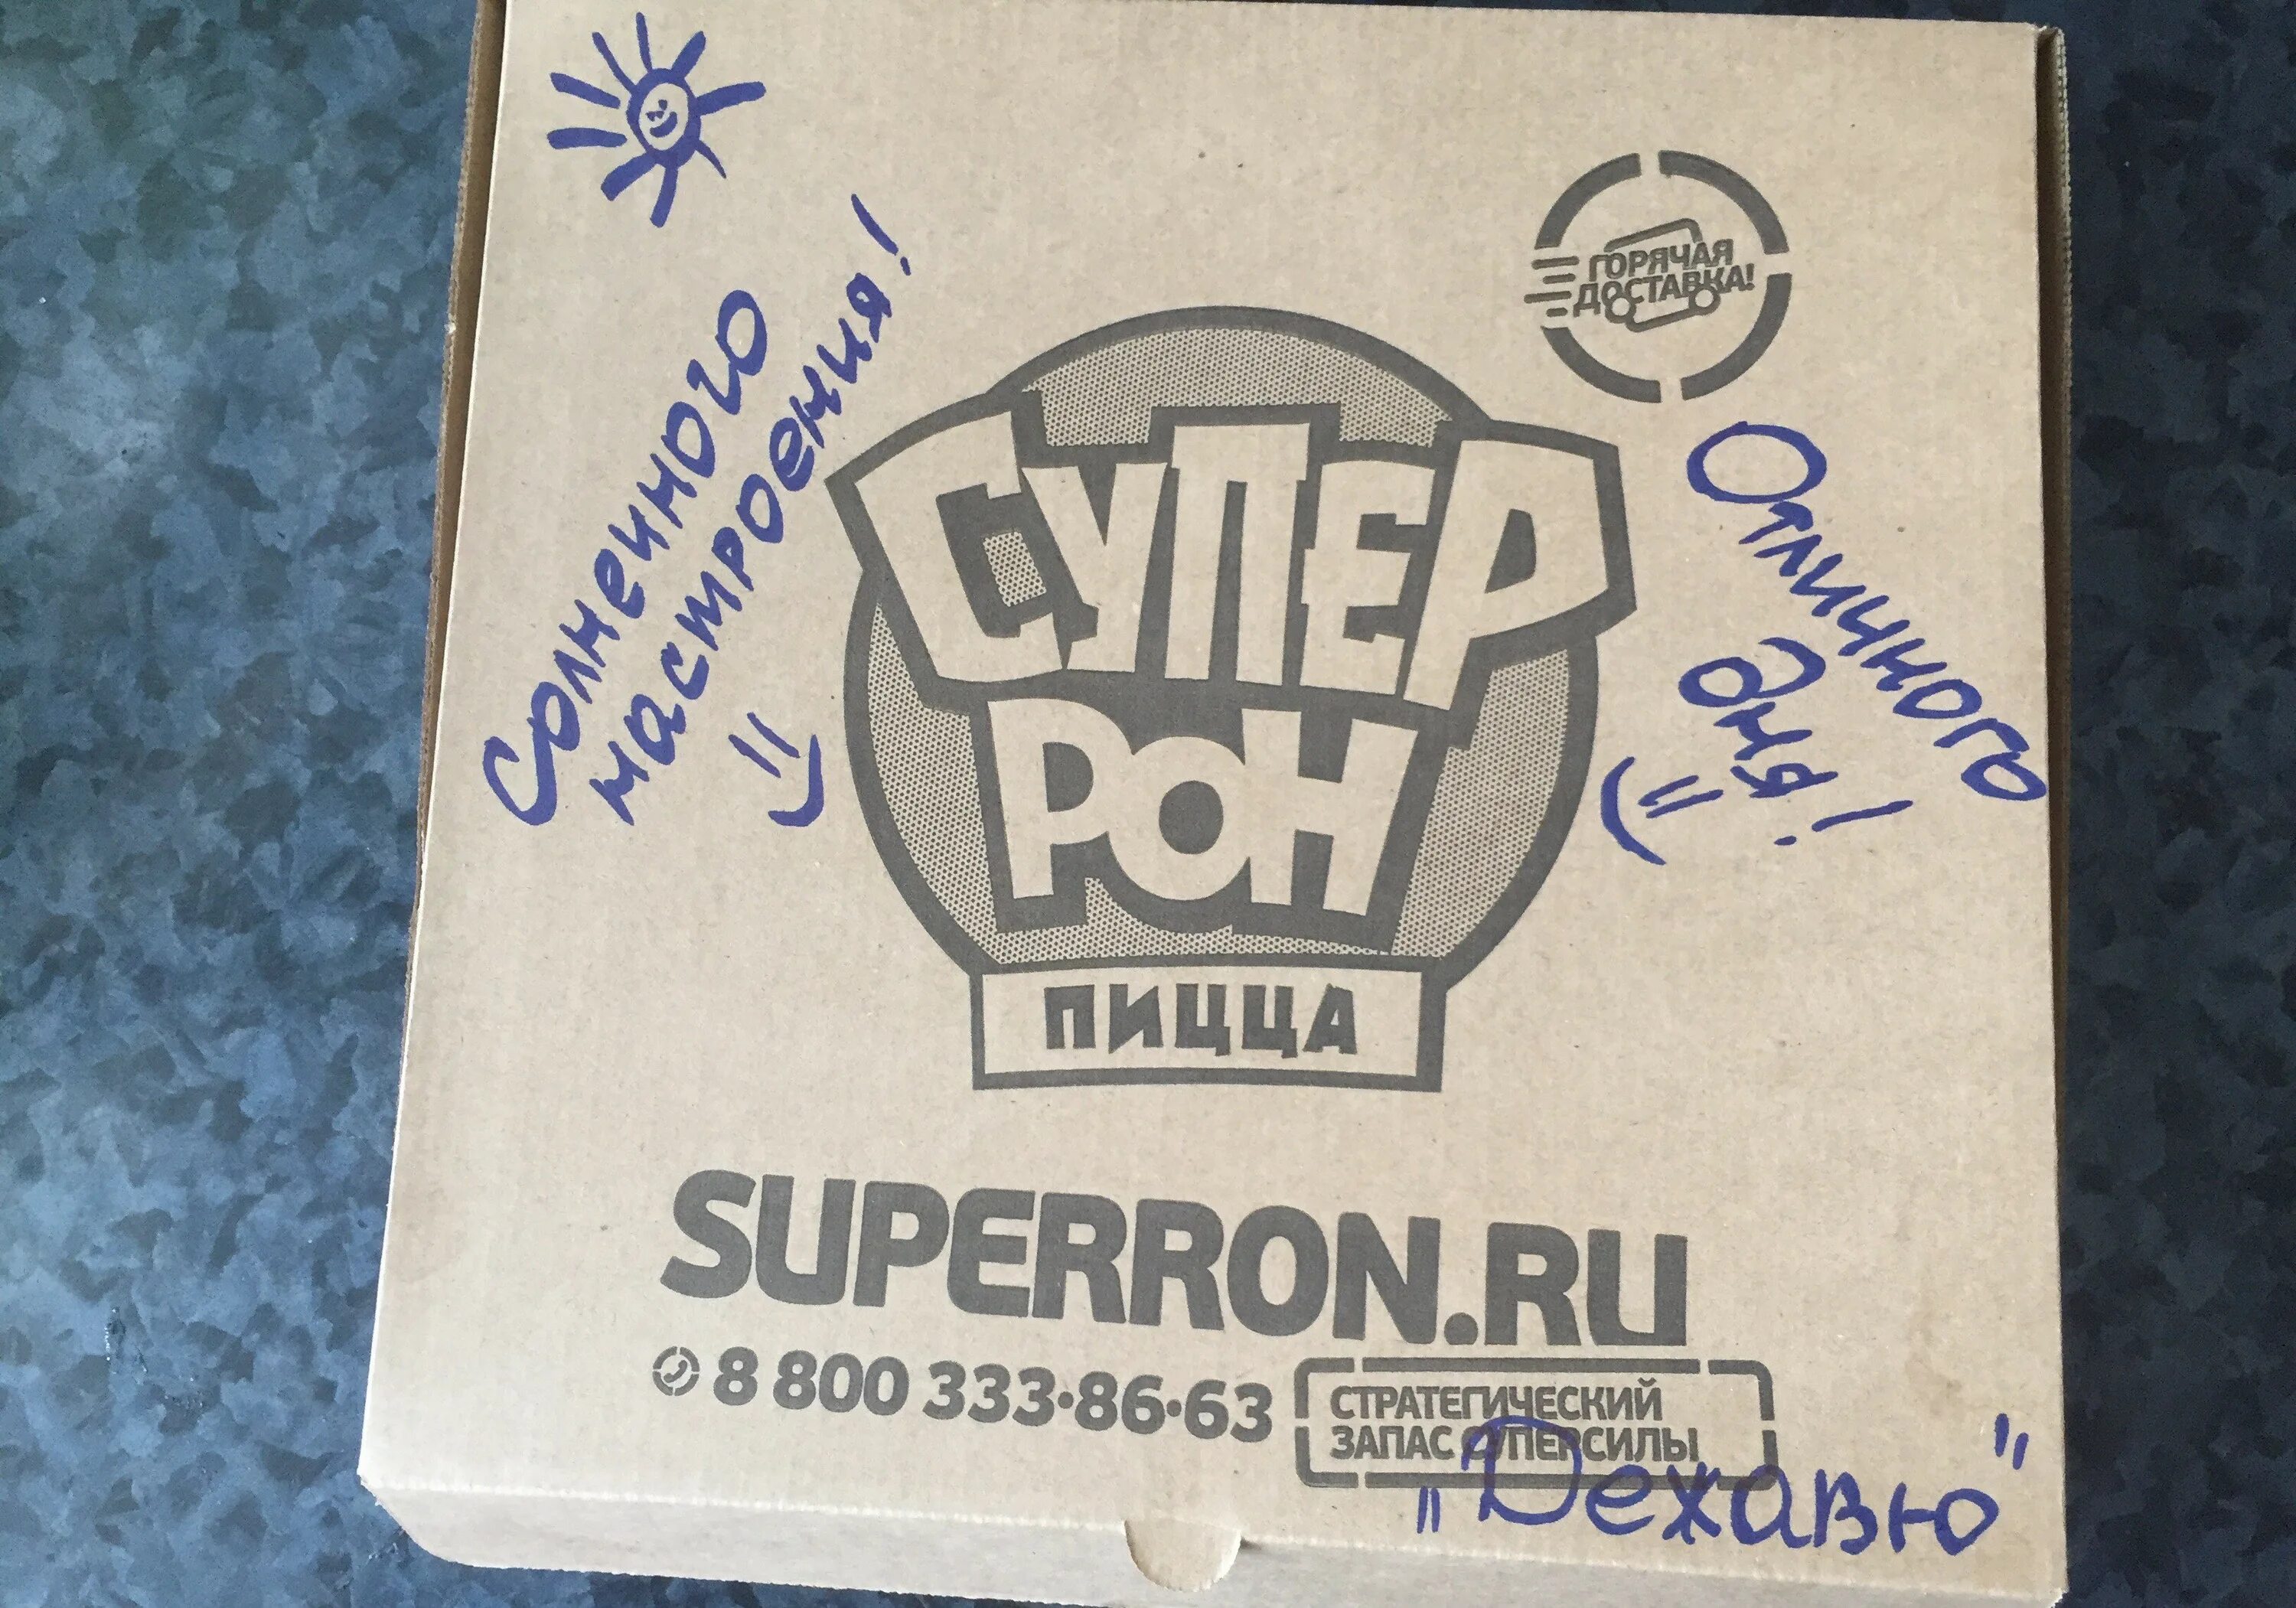 ГОРЯЧАЯ
ДОСТАВКА!
Солнечного
настроения!
Отличного
дня!
СУПЕР
РОН
ПИЦЦА
SUPERRON.RU
8 800 333·86·63
СТРАТЕГИЧЕСКИЙ
ЗАПАС СУПЕРСИЛЫ
"Дежавю"